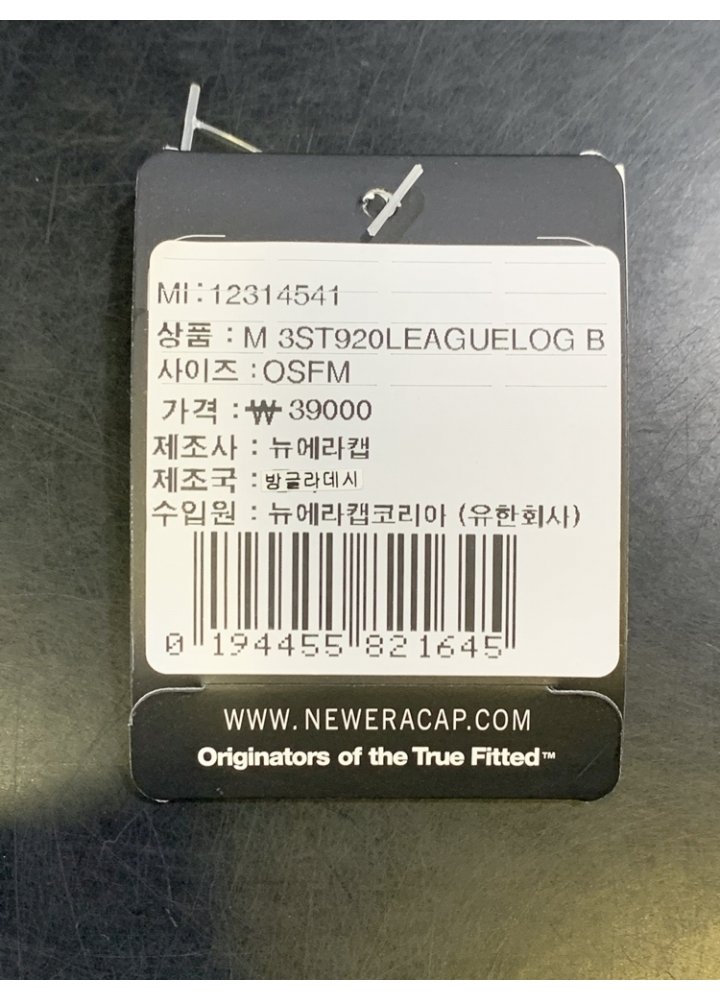 MI:12314541
상품 : M 3ST920LEAGUELOG B
사이즈 : OSFM
가격 : ₩ 39000
제조사 : 뉴에라캡
제조국 : 방글라데시
수입원 : 뉴에라캡코리아 (유한회사)
0 194455 821645
WWW.NEWERACAP.COM
Originators of the True Fitted™